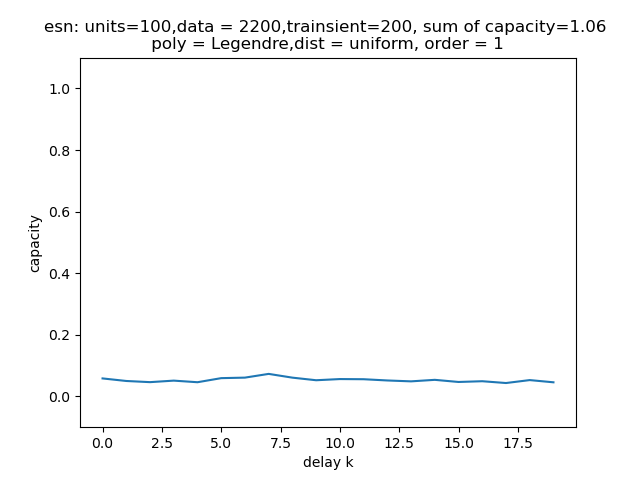 esn: units=100,data = 2200,trainsient=200, sum of capacity=1.06
poly = Legendre,dist = uniform, order = 1
1.0
0.8
0.6
0.4
0.2
0.0
capacity
0.0 2.5 5.0 7.5 10.0 12.5 15.0 17.5
delay k